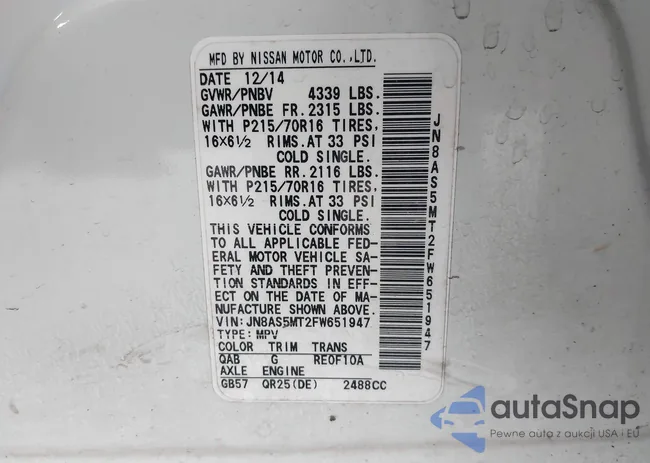 MFD BY NISSAN MOTOR CO.,LTD.
DATE 12/14
GVWR/PNBV 4339 LBS.
GAWR/PNBE FR. 2315 LBS.
WITH P215/70R16 TIRES,
16X6½ RIMS. AT 33 PSI
COLD SINGLE.
GAWR/PNBE RR. 2116 LBS.
WITH P215/70R16 TIRES,
16X6½ RIMS. AT 33 PSI
COLD SINGLE.
THIS VEHICLE CONFORMS
TO ALL APPLICABLE FED-
ERAL MOTOR VEHICLE SA-
FETY AND THEFT PREVEN-
TION STANDARDS IN EFF-
ECT ON THE DATE OF MA-
NUFACTURE SHOWN ABOVE.
VIN: JN8AS5MT2FW651947
TYPE: MPV
COLOR TRIM TRANS
QAB G RE0F10A
AXLE ENGINE
GB57 QR25(DE) 2488CC
JN8AS5MT2FW651947
autaSnap
Pewne auta z aukcji USA i EU